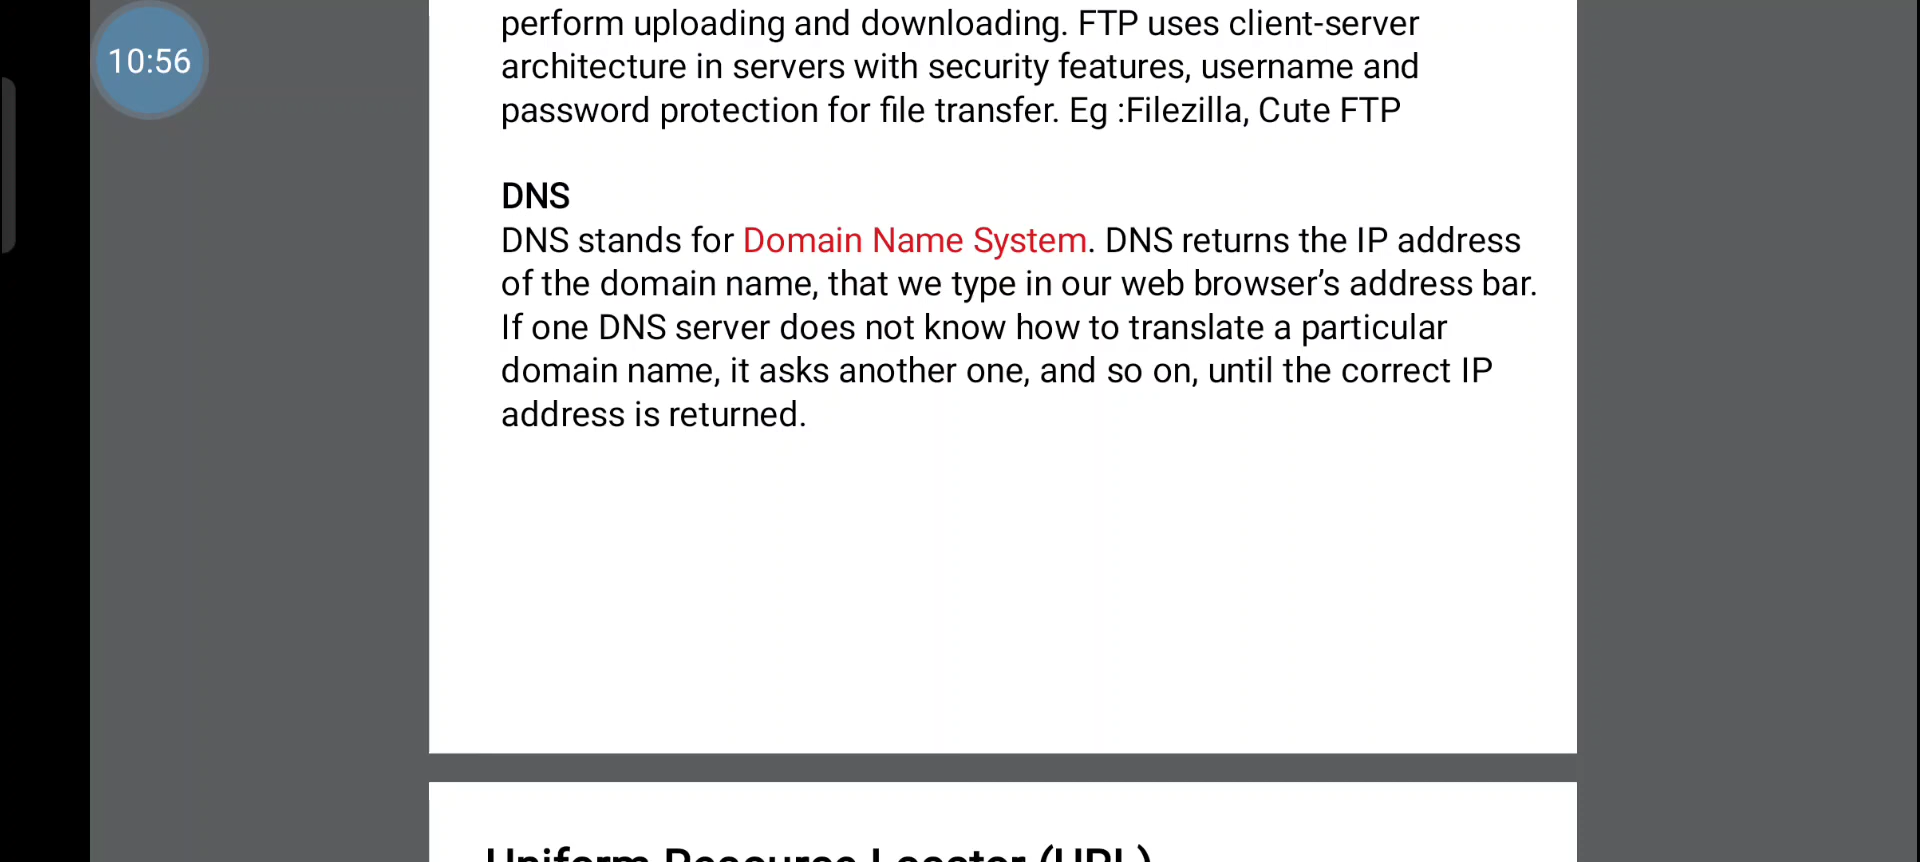 10:56
perform uploading and downloading. FTP uses client-server
architecture in servers with security features, username and
password protection for file transfer. Eg :Filezilla, Cute FTP
DNS
DNS stands for Domain Name System. DNS returns the IP address
of the domain name, that we type in our web browser’s address bar.
If one DNS server does not know how to translate a particular
domain name, it asks another one, and so on, until the correct IP
address is returned.
Uniform Resource Locator (URL)